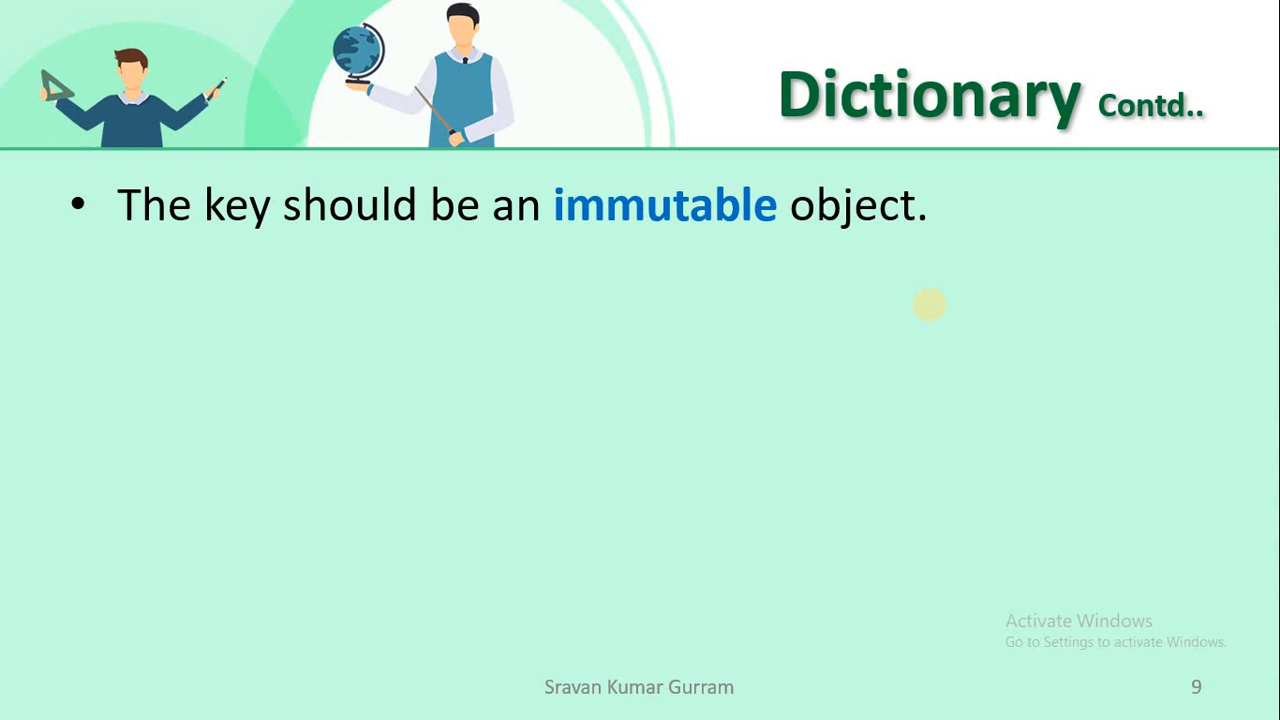 Dictionary Contd..
• The key should be an immutable object.
Activate Windows
Go to Settings to activate Windows.
Sravan Kumar Gurram
9